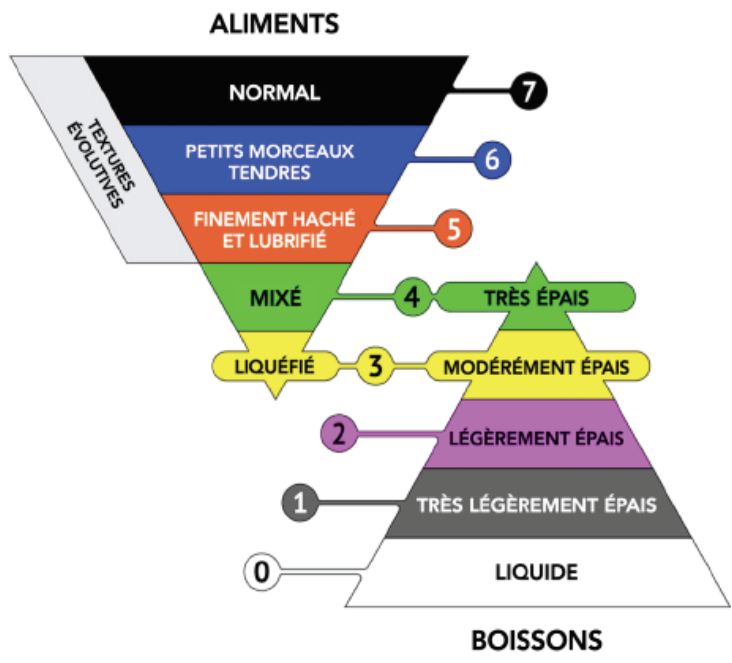 ALIMENTS
NORMAL
7
TEXTURES
ÉVOLUTIVES
PETITS MORCEAUX
TENDRES
6
FINEMENT HACHÉ
ET LUBRIFIÉ
5
MIXÉ
4
TRÈS ÉPAIS
LIQUÉFIÉ
3
MODÉRÉMENT ÉPAIS
2
LÉGÈREMENT ÉPAIS
1
TRÈS LÉGÈREMENT ÉPAIS
0
LIQUIDE
BOISSONS